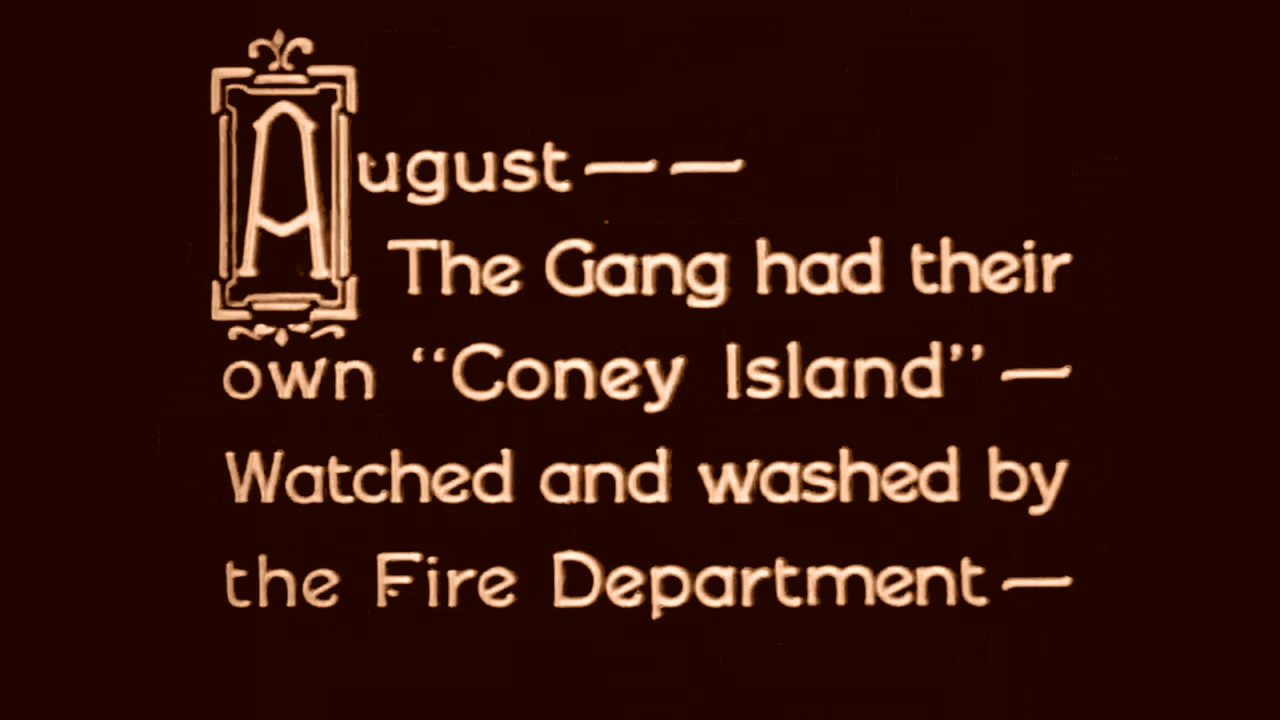 August — —
The Gang had their
own “Coney Island” —
Watched and washed by
the Fire Department —